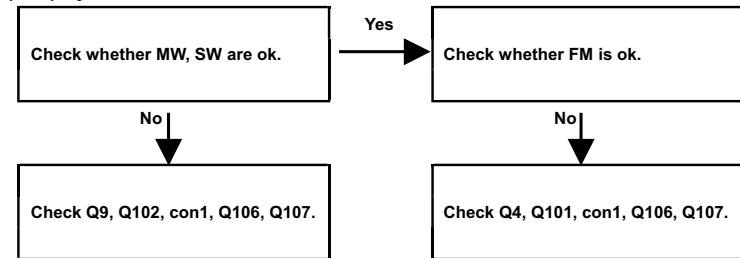 Yes
Check whether MW, SW are ok.
Check whether FM is ok.
No
No
Check Q9, Q102, con1, Q106, Q107.
Check Q4, Q101, con1, Q106, Q107.